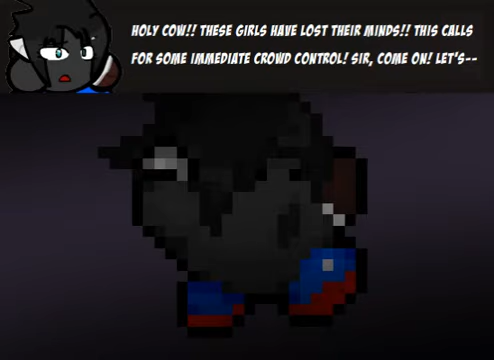 HOLY COW!! THESE GIRLS HAVE LOST THEIR MINDS!! THIS CALLS
FOR SOME IMMEDIATE CROWD CONTROL! SIR, COME ON! LET'S--